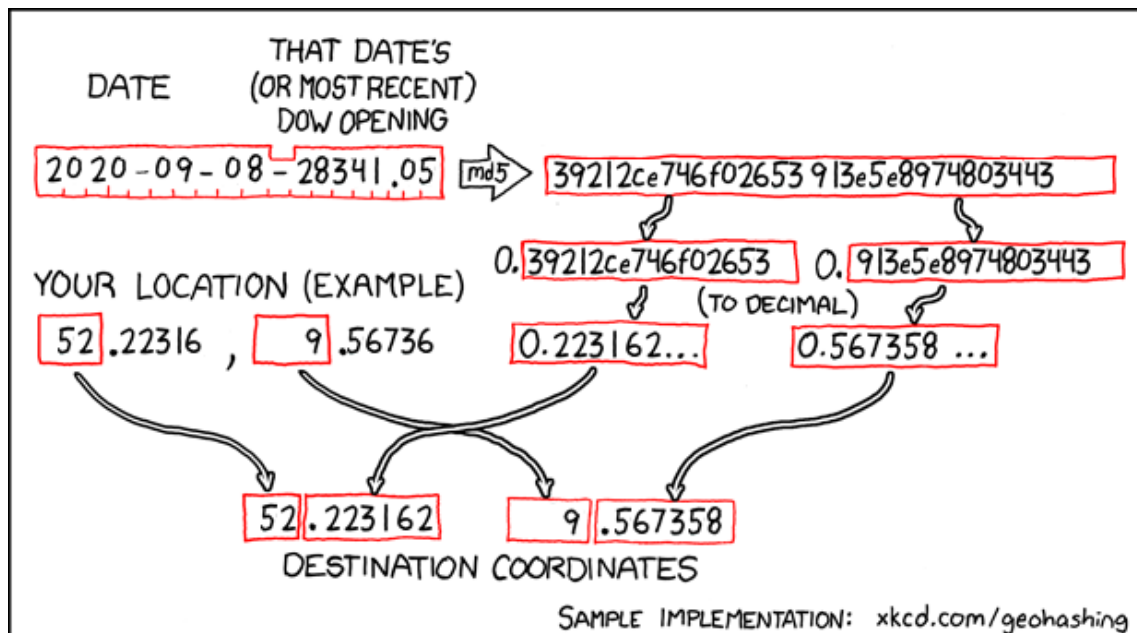 DATE
THAT DATE'S
(OR MOST RECENT)
DOW OPENING
2020-09-08-28341.05
md5
39212ce746f02653913e5e8974803443
0.39212ce746f02653
0.913e5e8974803443
(TO DECIMAL)
YOUR LOCATION (EXAMPLE)
52.22316, 9.56736
0.223162...
0.567358 ...
52.223162
9.567358
DESTINATION COORDINATES
SAMPLE IMPLEMENTATION: xkcd.com/geohashing